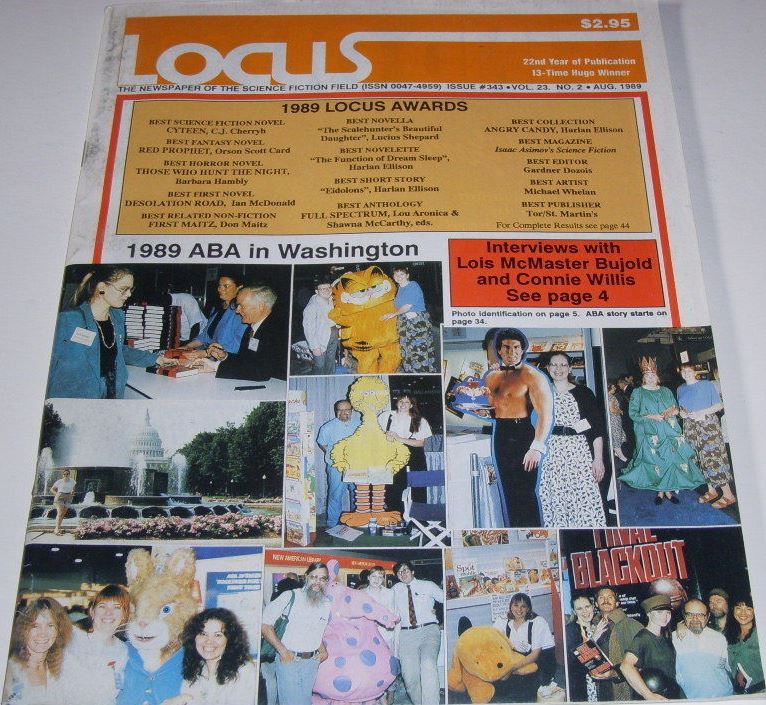 $2.95
LOCUS
22nd Year of Publication
13-Time Hugo Winner
THE NEWSPAPER OF THE SCIENCE FICTION FIELD (ISSN 0047-4959) ISSUE #343 • VOL. 23, NO. 2 • AUG. 1989
1989 LOCUS AWARDS
BEST SCIENCE FICTION NOVEL
CYTEEN, C.J. Cherryh
BEST FANTASY NOVEL
RED PROPHET, Orson Scott Card
BEST HORROR NOVEL
THOSE WHO HUNT THE NIGHT,
Barbara Hambly
BEST FIRST NOVEL
DESOLATION ROAD, Ian McDonald
BEST RELATED NON-FICTION
FIRST MAITZ, Don Maitz
BEST NOVELLA
"The Scalehunter's Beautiful
Daughter", Lucius Shepard
BEST NOVELETTE
"The Function of Dream Sleep",
Harlan Ellison
BEST SHORT STORY
"Eidolons", Harlan Ellison
BEST ANTHOLOGY
FULL SPECTRUM, Lou Aronica &
Shawna McCarthy, eds.
BEST COLLECTION
ANGRY CANDY, Harlan Ellison
BEST MAGAZINE
Isaac Asimov's Science Fiction
BEST EDITOR
Gardner Dozois
BEST ARTIST
Michael Whelan
BEST PUBLISHER
Tor/St. Martin's
For Complete Results see page 44
1989 ABA in Washington
Interviews with
Lois McMaster Bujold
and Connie Willis
See page 4
Photo identification on page 5. ABA story starts on
page 34.
NEW AMERICAN LIBRARY
Spot
FINAL
BLACKOUT